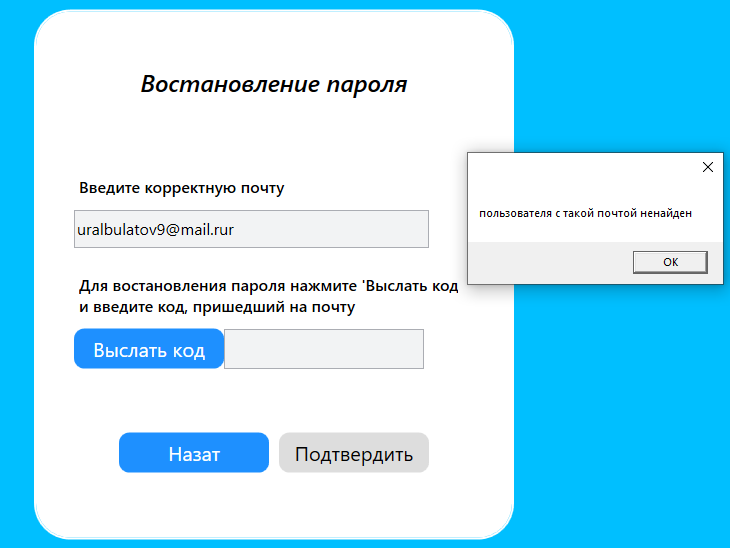 Востановление пароля
Введите корректную почту
uralbulatov9@mail.rur
пользователя с такой почтой ненайден
OK
Для востановления пароля нажмите 'Выслать код
и введите код, пришедший на почту
Выслать код
Назат
Подтвердить